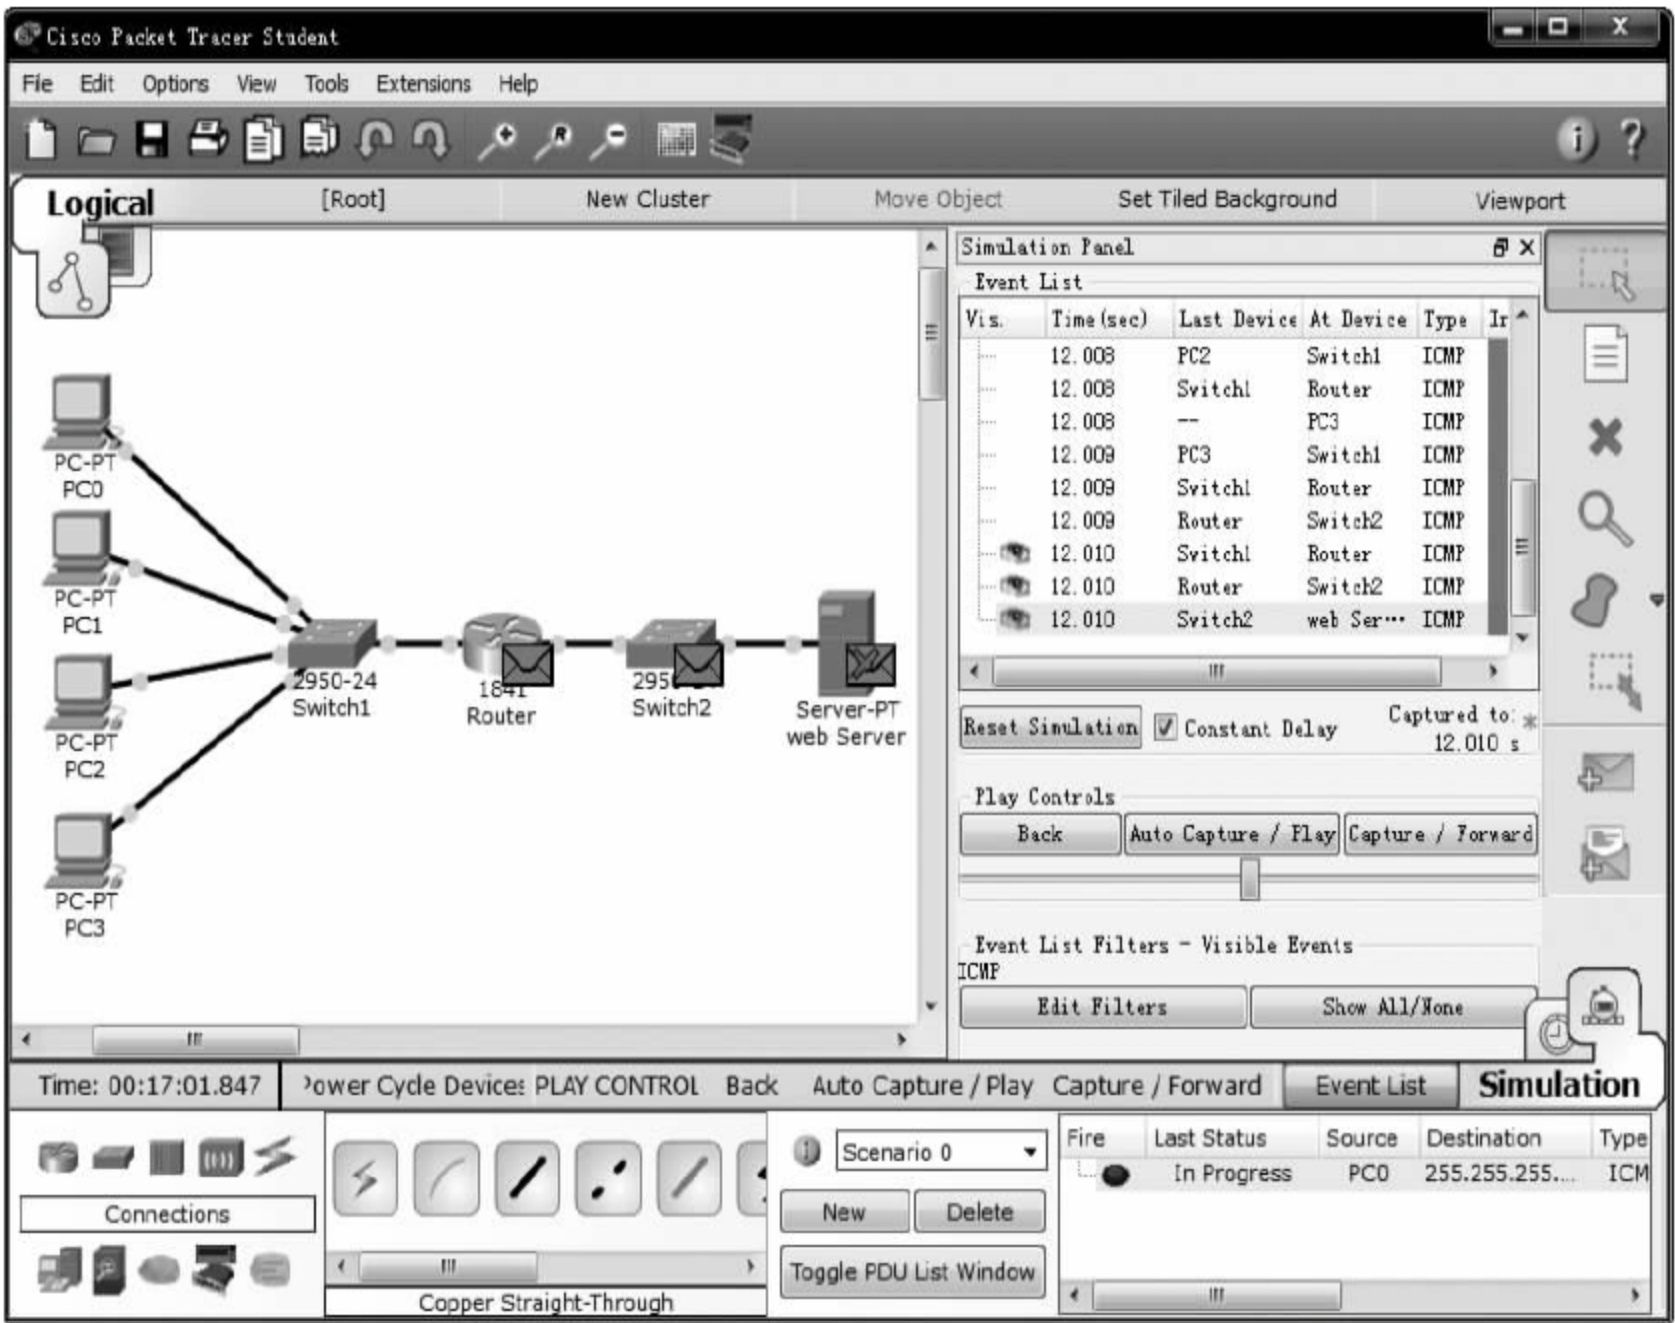 Cisco Packet Tracer Student
File Edit Options View Tools Extensions Help
Logical [Root] New Cluster Move Object Set Tiled Background Viewport
PC-PT
PC0
PC-PT
PC1
PC-PT
PC2
PC-PT
PC3
2950-24
Switch1
1841
Router
Switch2
Server-PT
web Server
Simulation Panel
Event List
Vis. Time(sec) Last Device At Device Type Ir
12.008 PC2 Switch1 ICMP
12.008 Switch1 Router ICMP
12.008 -- PC3 ICMP
12.009 PC3 Switch1 ICMP
12.009 Switch1 Router ICMP
12.009 Router Switch2 ICMP
12.010 Switch1 Router ICMP
12.010 Router Switch2 ICMP
12.010 Switch2 web Ser... ICMP
Reset Simulation Constant Delay Captured to: *
12.010 s
Play Controls
Back Auto Capture / Play Capture / Forward
Event List Filters - Visible Events
ICMP
Edit Filters Show All/None
Time: 00:17:01.847 Power Cycle Devices PLAY CONTROL Back Auto Capture / Play Capture / Forward Event List Simulation
Connections
Copper Straight-Through
Scenario 0
New Delete
Toggle PDU List Window
Fire Last Status Source Destination Type
In Progress PC0 255.255.255.... ICM